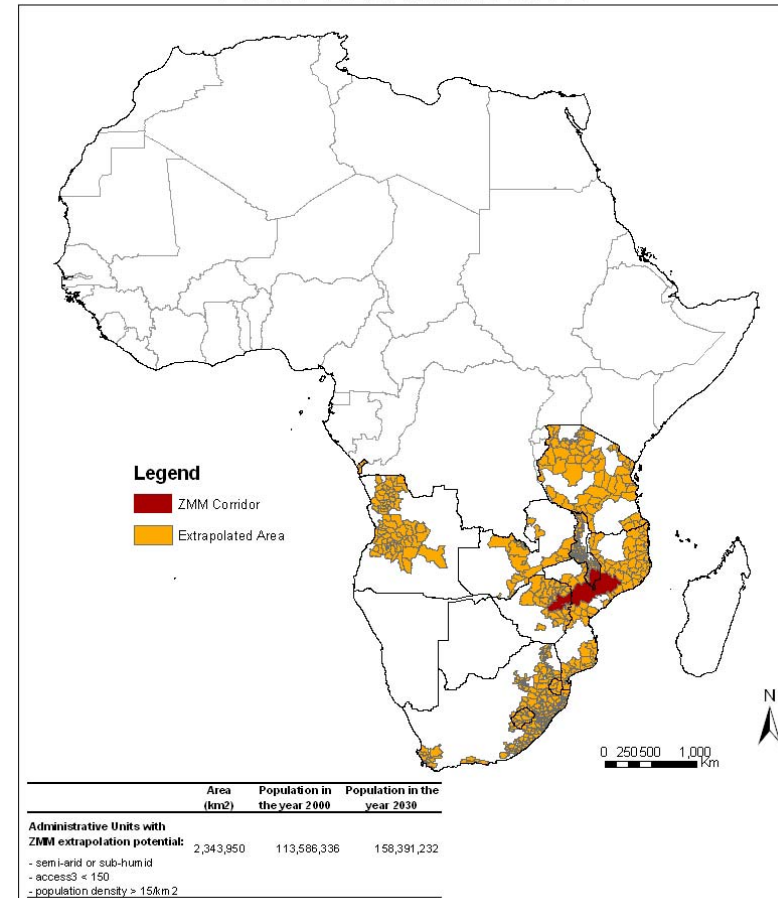 Legend
ZMM Corridor
Extrapolated Area
N
0 250 500 1,000
Km
Area Population in Population in the
(km2) the year 2000 year 2030
Administrative Units with
ZMM extrapolation potential: 2,343,950 113,586,336 158,391,232
- semi-arid or sub-humid
- access3 < 150
- population density > 15/km2